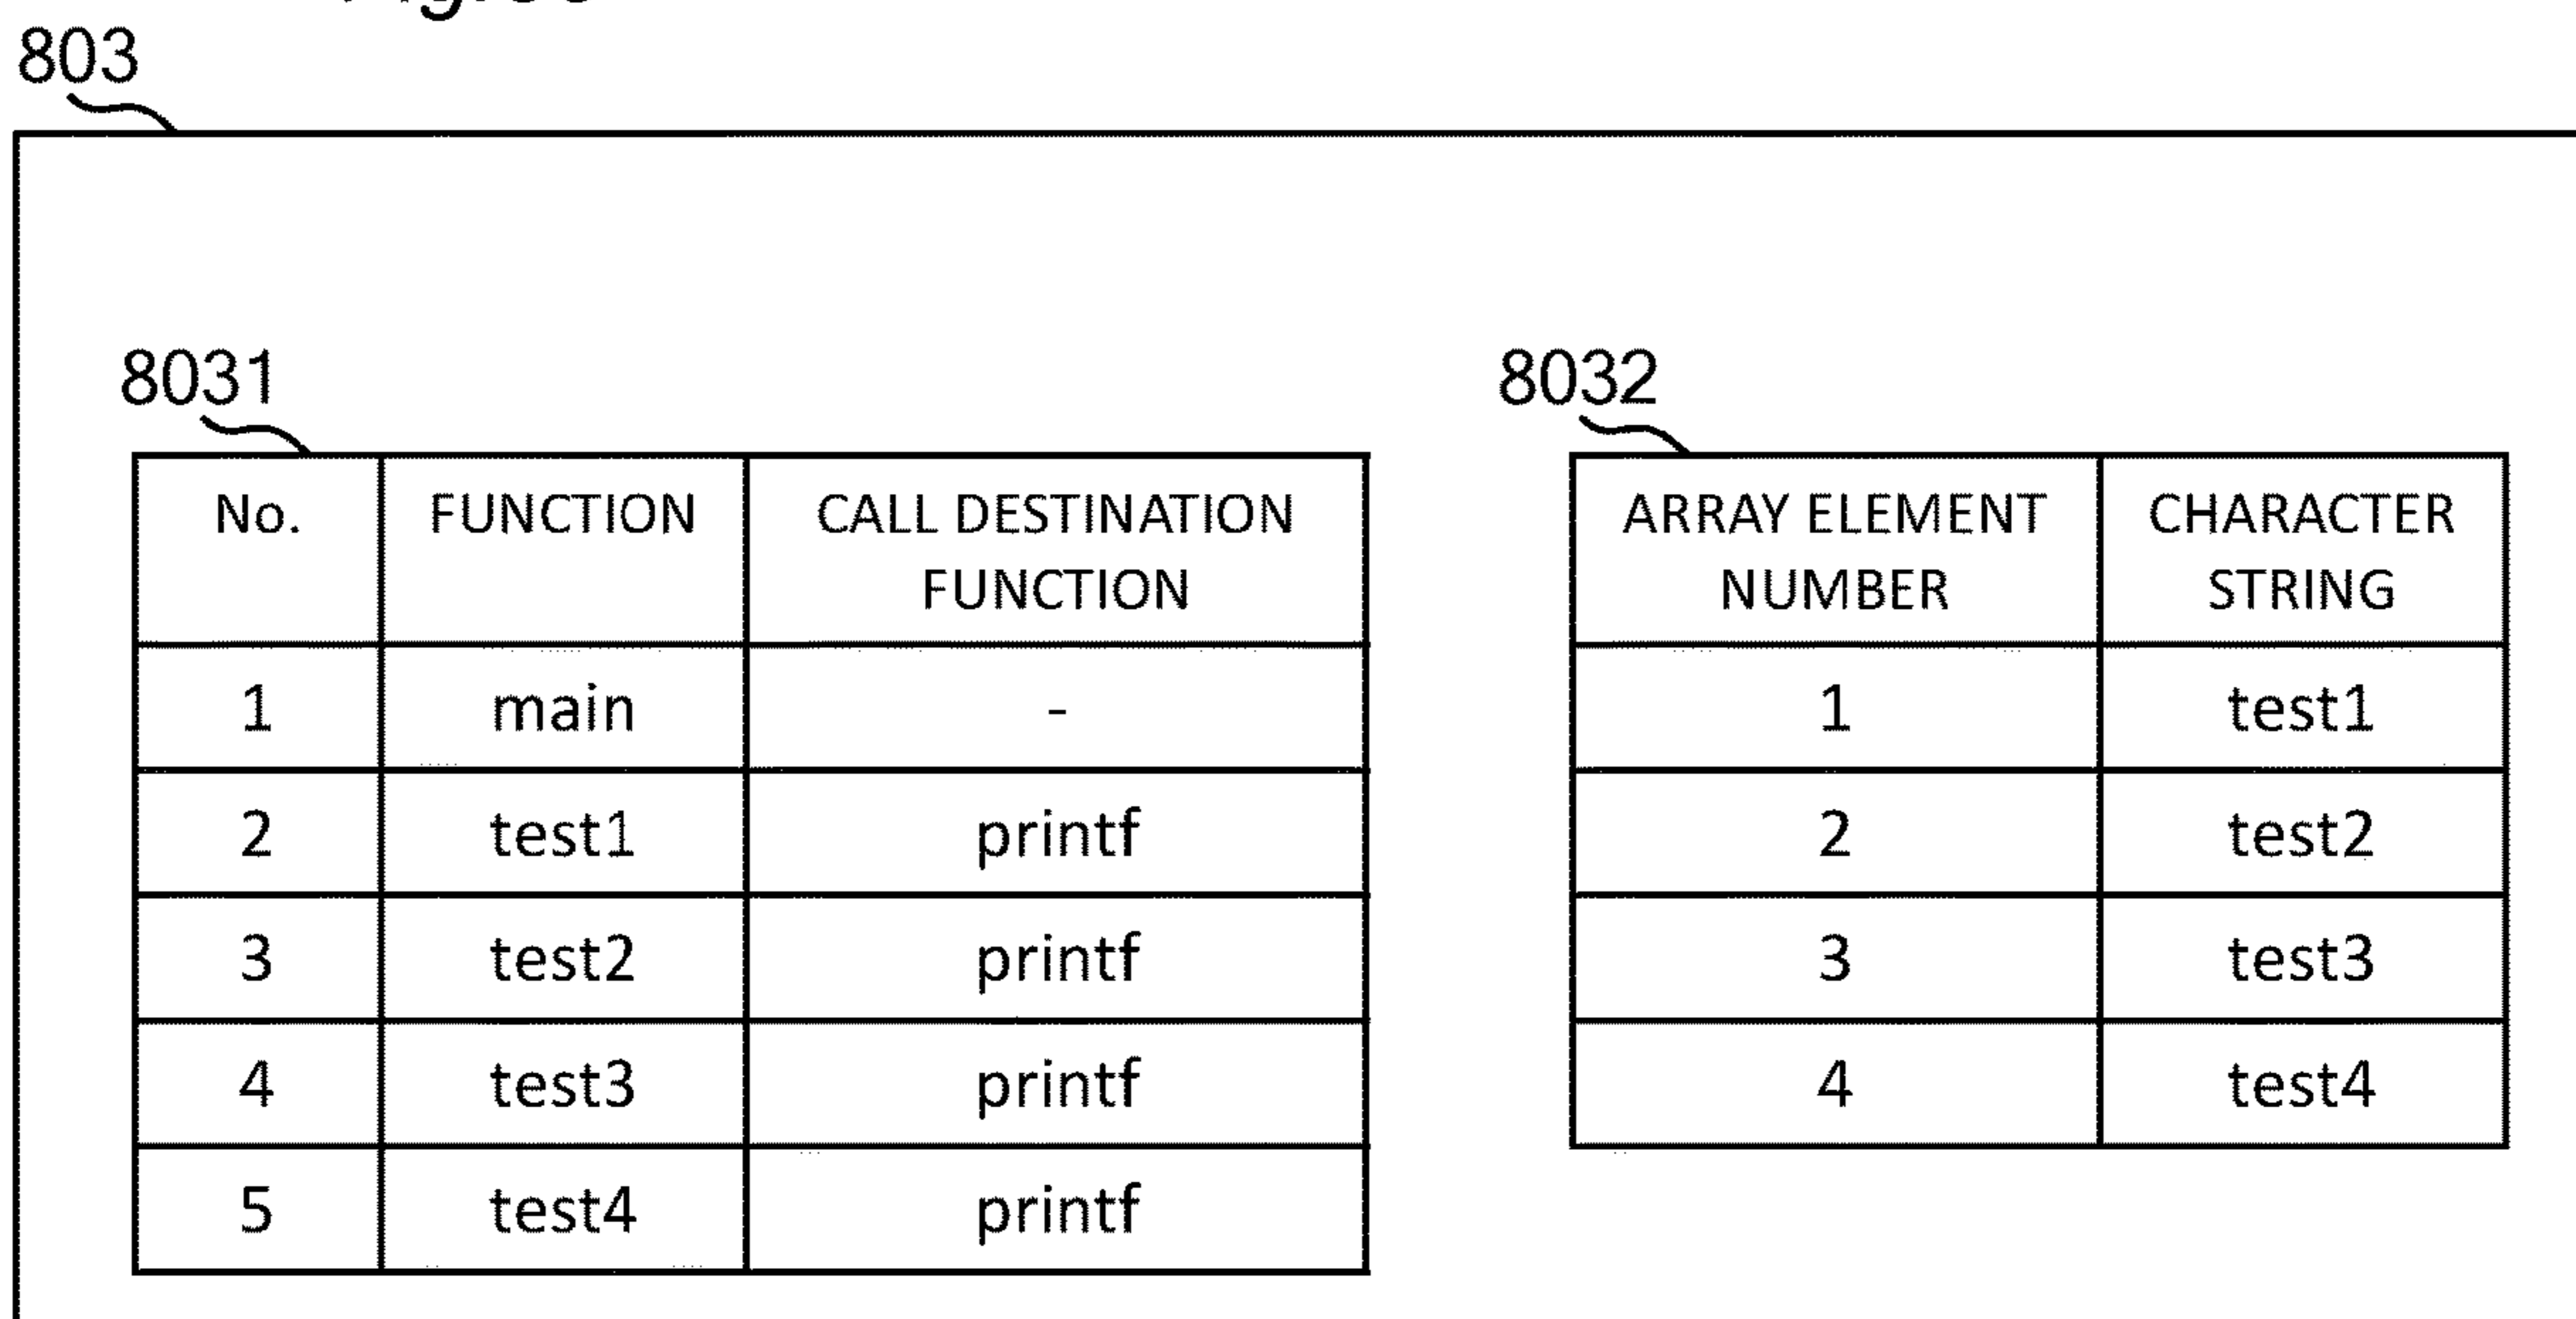 803
8031
No. FUNCTION CALL DESTINATION
FUNCTION
1 main -
2 test1 printf
3 test2 printf
4 test3 printf
5 test4 printf
8032
ARRAY ELEMENT CHARACTER
NUMBER STRING
1 test1
2 test2
3 test3
4 test4